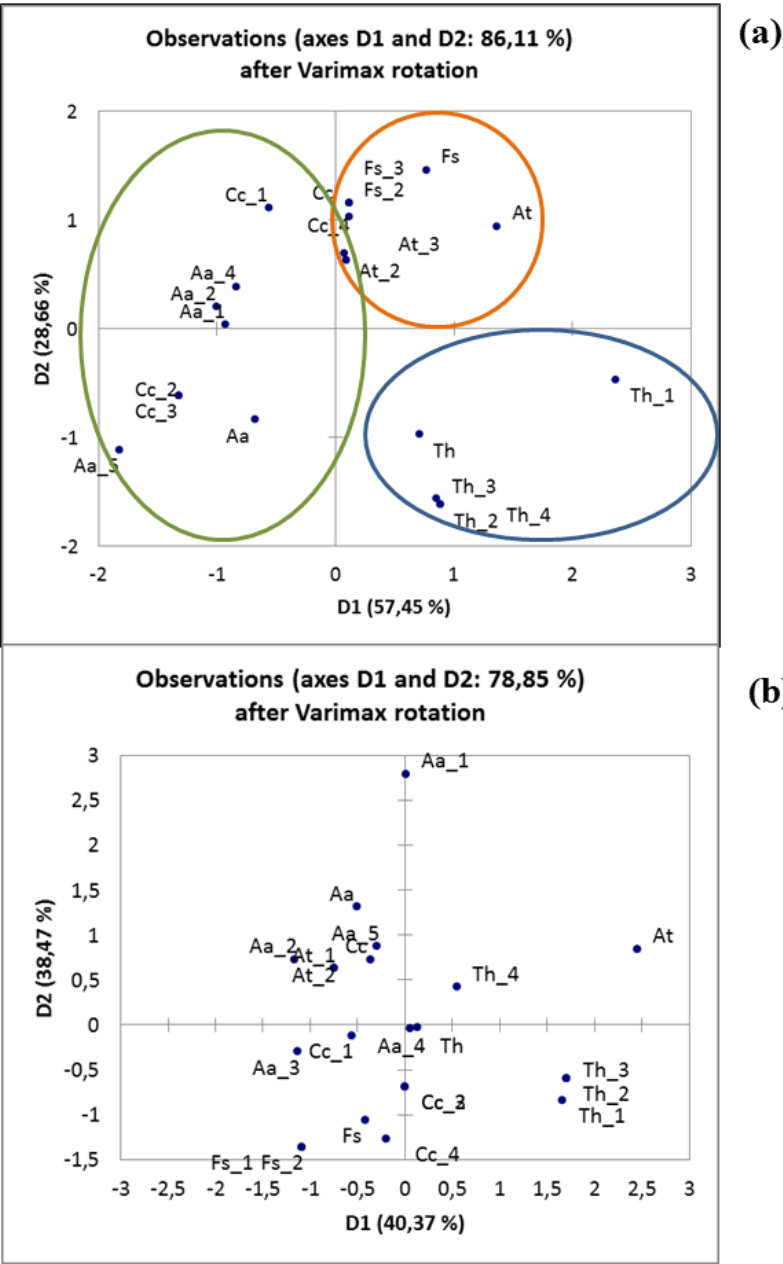 (a)
Observations (axes D1 and D2: 86,11 %)
after Varimax rotation
2
1
0
-1
-2
D2 (28,66 %)
Fs
Fs_3
Fs_2
Cc_1
Cc
At
Cc_4
At_3
At_2
Aa_4
Aa_2
Aa_1
Cc_2
Cc_3
Th_1
Aa
Th
Aa_5
Th_3
Th_2
Th_4
-2 -1 0 1 2 3
D1 (57,45 %)
Observations (axes D1 and D2: 78,85 %)
after Varimax rotation
(b)
3
2,5
2
1,5
1
0,5
0
-0,5
-1
-1,5
D2 (38,47 %)
Aa_1
Aa
Aa_5
At
Aa_2
At_1
Cc
At_2
Th_4
Cc_1
Aa_4
Th
Aa_3
Th_3
Th_2
Th_1
Fs
Cc_4
Fs_1 Fs_2
-3 -2,5 -2 -1,5 -1 -0,5 0 0,5 1 1,5 2 2,5 3
D1 (40,37 %)